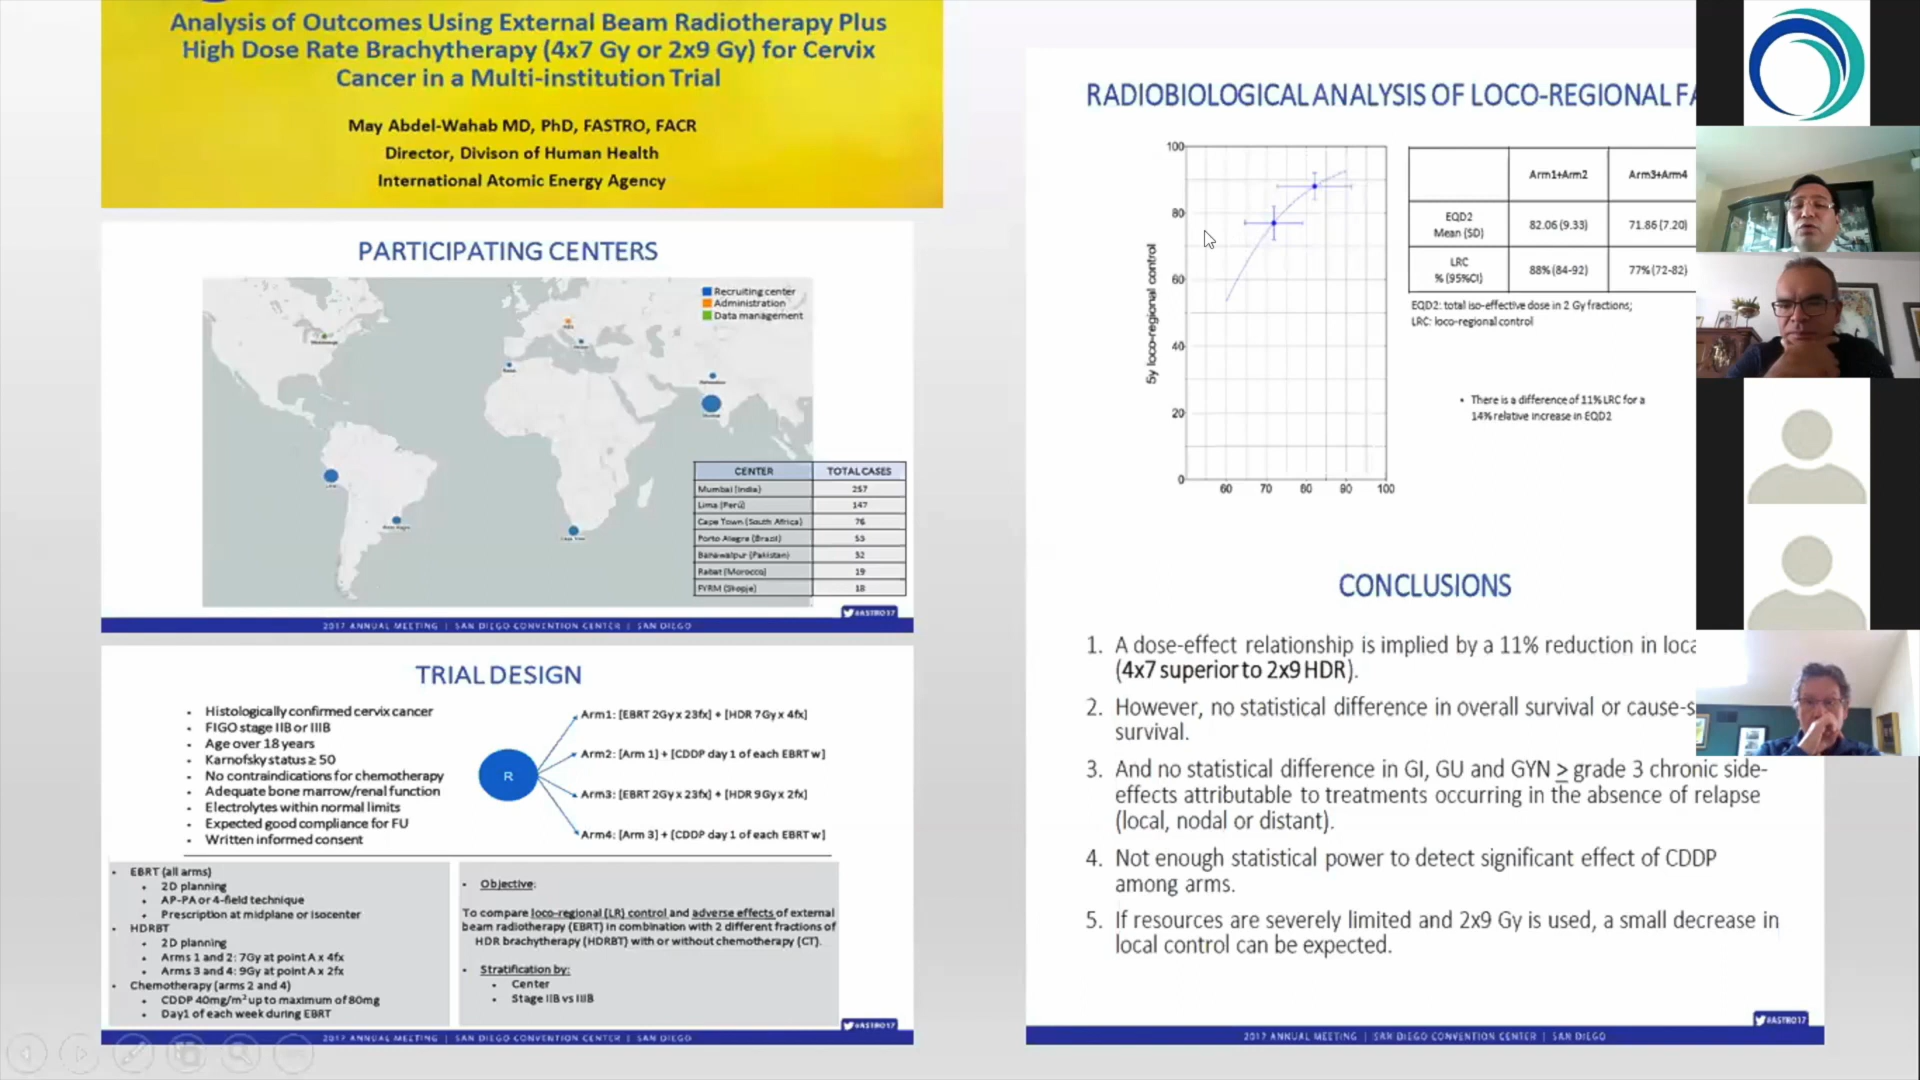 Analysis of Outcomes Using External Beam Radiotherapy Plus
High Dose Rate Brachytherapy (4x7 Gy or 2x9 Gy) for Cervix
Cancer in a Multi-institution Trial
May Abdel-Wahab MD, PhD, FASTRO, FACR
Director, Divison of Human Health
International Atomic Energy Agency
PARTICIPATING CENTERS
Recruiting center
Administration
Data management
CENTER TOTAL CASES
Mumbai (India) 257
Lima (Perú) 147
Cape Town (South Africa) 76
Porto Alegre (Brazil) 53
Bahawalpur (Pakistan) 32
Rabat (Morocco) 19
FYRM (Skopje) 18
#ASTRO17
2017 ANNUAL MEETING | SAN DIEGO CONVENTION CENTER | SAN DIEGO
TRIAL DESIGN
• Histologically confirmed cervix cancer
• FIGO stage IIB or IIIB
• Age over 18 years
• Karnofsky status ≥ 50
• No contraindications for chemotherapy
• Adequate bone marrow/renal function
• Electrolytes within normal limits
• Expected good compliance for FU
• Written informed consent
R
Arm1: [EBRT 2Gy x 23fx] + [HDR 7Gy x 4fx]
Arm2: [Arm 1] + [CDDP day 1 of each EBRT w]
Arm3: [EBRT 2Gy x 23fx] + [HDR 9Gy x 2fx]
Arm4: [Arm 3] + [CDDP day 1 of each EBRT w]
• EBRT (all arms)
• 2D planning
• AP-PA or 4-field technique
• Prescription at midplane or isocenter
• HDRBT
• 2D planning
• Arms 1 and 2: 7Gy at point A x 4fx
• Arms 3 and 4: 9Gy at point A x 2fx
• Chemotherapy (arms 2 and 4)
• CDDP 40mg/m² up to maximum of 80mg
• Day1 of each week during EBRT
• Objective:
To compare loco-regional (LR) control and adverse effects of external
beam radiotherapy (EBRT) in combination with 2 different fractions of
HDR brachytherapy (HDRBT) with or without chemotherapy (CT).
• Stratification by:
• Center
• Stage IIB vs IIIB
#ASTRO17
2017 ANNUAL MEETING | SAN DIEGO CONVENTION CENTER | SAN DIEGO
RADIOBIOLOGICAL ANALYSIS OF LOCO-REGIONAL FA
5y loco-regional control
100
80
60
40
20
0
60 70 80 90 100
Arm1+Arm2 Arm3+Arm4
EQD2
Mean (SD) 82.06 (9.33) 71.86 (7.20)
LRC
% (95%CI) 88% (84-92) 77% (72-82)
EQD2: total iso-effective dose in 2 Gy fractions;
LRC: loco-regional control
• There is a difference of 11% LRC for a
14% relative increase in EQD2
CONCLUSIONS
1. A dose-effect relationship is implied by a 11% reduction in loca
(4x7 superior to 2x9 HDR).
2. However, no statistical difference in overall survival or cause-s
survival.
3. And no statistical difference in GI, GU and GYN ≥ grade 3 chronic side-
effects attributable to treatments occurring in the absence of relapse
(local, nodal or distant).
4. Not enough statistical power to detect significant effect of CDDP
among arms.
5. If resources are severely limited and 2x9 Gy is used, a small decrease in
local control can be expected.
#ASTRO17
2017 ANNUAL MEETING | SAN DIEGO CONVENTION CENTER | SAN DIEGO